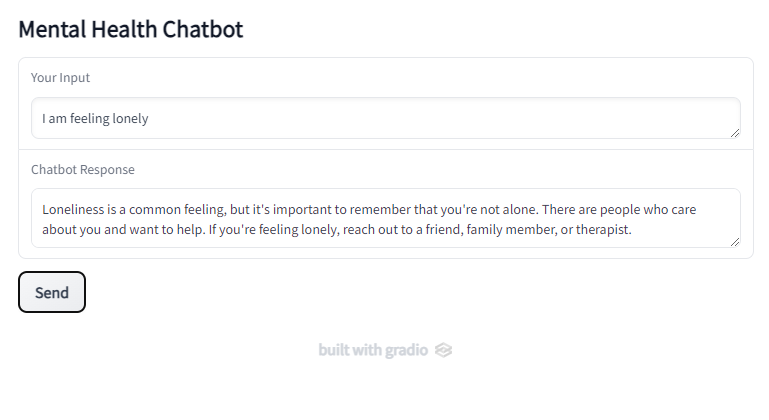 Mental Health Chatbot
Your Input
I am feeling lonely
Chatbot Response
Loneliness is a common feeling, but it's important to remember that you're not alone. There are people who care
about you and want to help. If you're feeling lonely, reach out to a friend, family member, or therapist.
Send
built with gradio